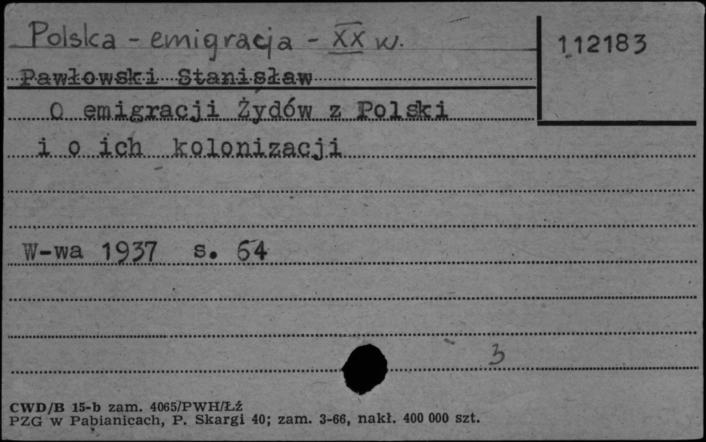 Polska - emigracja - XX w.
112183
Pawłowski Stanisław
O emigracji Żydów z Polski
i o ich kolonizacji
W-wa 1937 s. 64
3
CWD/B 15-b zam. 4065/PWH/Łź
PZG w Pabianicach, P. Skargi 40; zam. 3-66, nakł. 400 000 szt.